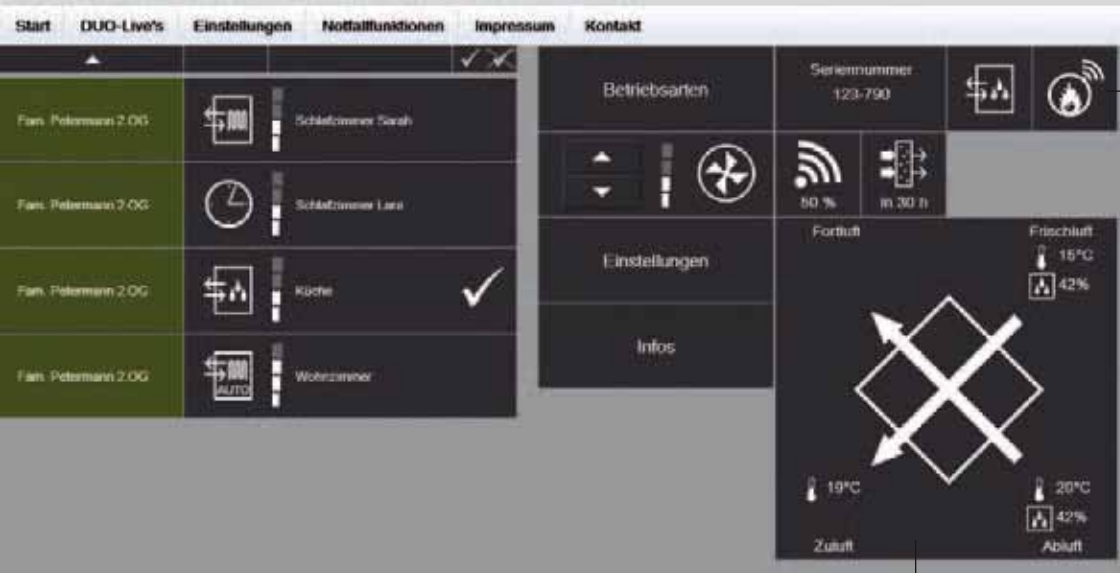 Start DUO-Live's Einstellungen Notfallfunktionen Impressum Kontakt
Fam. Petermann 2.OG Schlafzimmer Sarah
Fam. Petermann 2.OG Schlafzimmer Lara
Fam. Petermann 2.OG Küche
Fam. Petermann 2.OG AUTO Wohnzimmer
Betriebsarten
Seriennummer
123-790
50 %
in 30 h
Einstellungen
Infos
Fortluft
Frischluft
15°C
42%
19°C
20°C
42%
Zuluft
Abluft